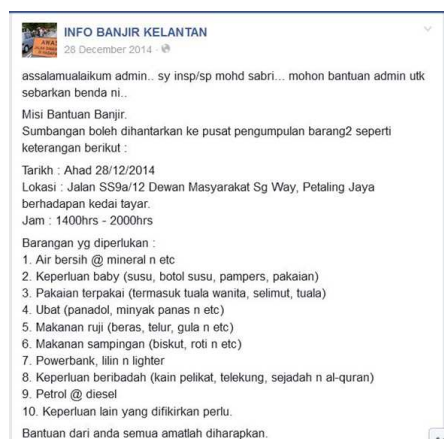 INFO BANJIR KELANTAN
28 December 2014 ·
assalamualaikum admin.. sy insp/sp mohd sabri... mohon bantuan admin utk
sebarkan benda ni..
Misi Bantuan Banjir.
Sumbangan boleh dihantarkan ke pusat pengumpulan barang2 seperti
keterangan berikut :
Tarikh : Ahad 28/12/2014
Lokasi : Jalan SS9a/12 Dewan Masyarakat Sg Way, Petaling Jaya
berhadapan kedai tayar.
Jam : 1400hrs - 2000hrs
Barangan yg diperlukan :
1. Air bersih @ mineral n etc
2. Keperluan baby (susu, botol susu, pampers, pakaian)
3. Pakaian terpakai (termasuk tuala wanita, selimut, tuala)
4. Ubat (panadol, minyak panas n etc)
5. Makanan ruji (beras, telur, gula n etc)
6. Makanan sampingan (biskut, roti n etc)
7. Powerbank, lilin n lighter
8. Keperluan beribadah (kain pelikat, telekung, sejadah n al-quran)
9. Petrol @ diesel
10. Keperluan lain yang difikirkan perlu.
Bantuan dari anda semua amatlah diharapkan.